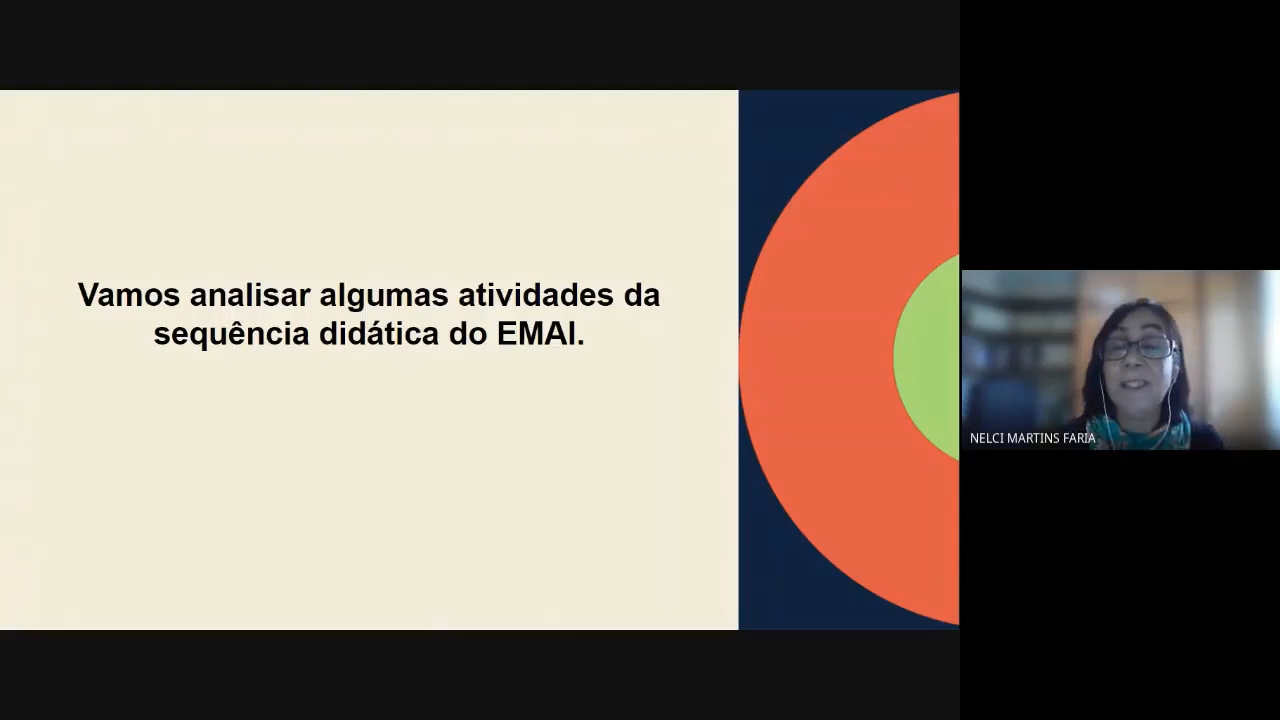 Vamos analisar algumas atividades da
sequência didática do EMAI.
NELCI MARTINS FARIA